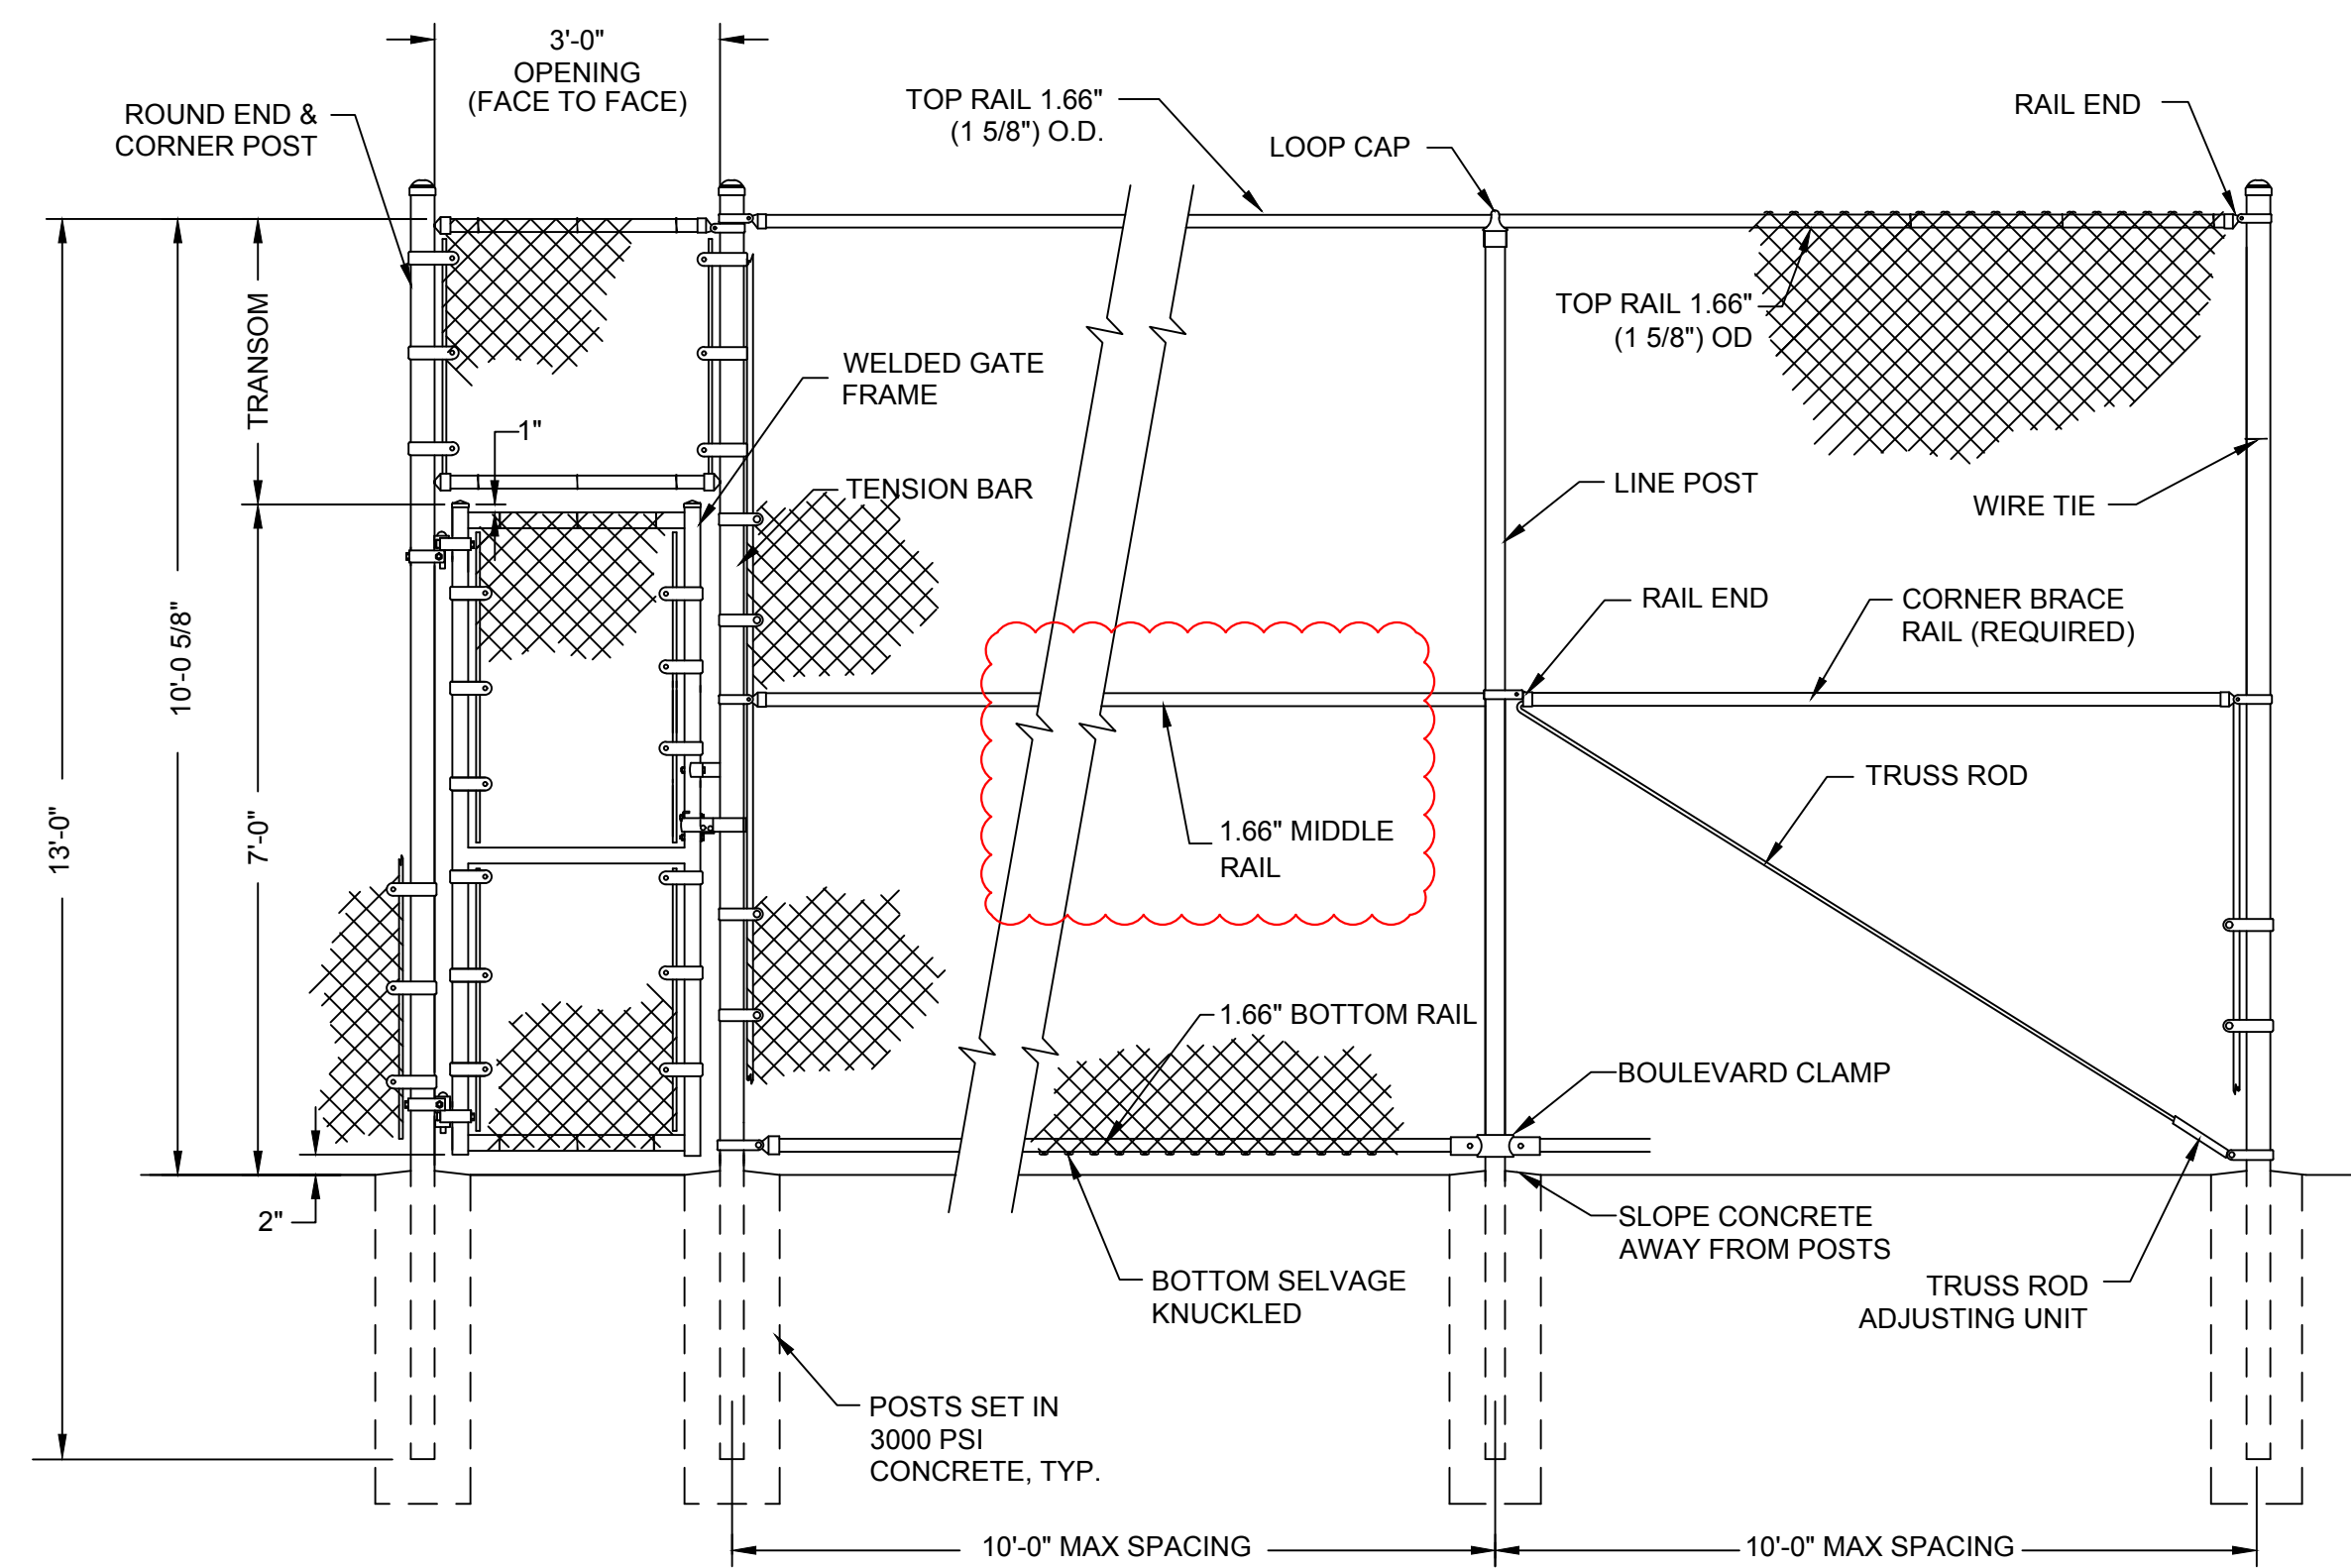 3'-0"
OPENING
(FACE TO FACE)
ROUND END &
CORNER POST
TOP RAIL 1.66"
(1 5/8") O.D.
LOOP CAP
RAIL END
TRANSOM
1"
WELDED GATE
FRAME
TENSION BAR
TOP RAIL 1.66"
(1 5/8") OD
LINE POST
WIRE TIE
RAIL END
CORNER BRACE
RAIL (REQUIRED)
10'-0 5/8"
13'-0"
7'-0"
TRUSS ROD
1.66" MIDDLE
RAIL
1.66" BOTTOM RAIL
BOULEVARD CLAMP
2"
SLOPE CONCRETE
AWAY FROM POSTS
BOTTOM SELVAGE
KNUCKLED
TRUSS ROD
ADJUSTING UNIT
POSTS SET IN
3000 PSI
CONCRETE, TYP.
10'-0" MAX SPACING
10'-0" MAX SPACING